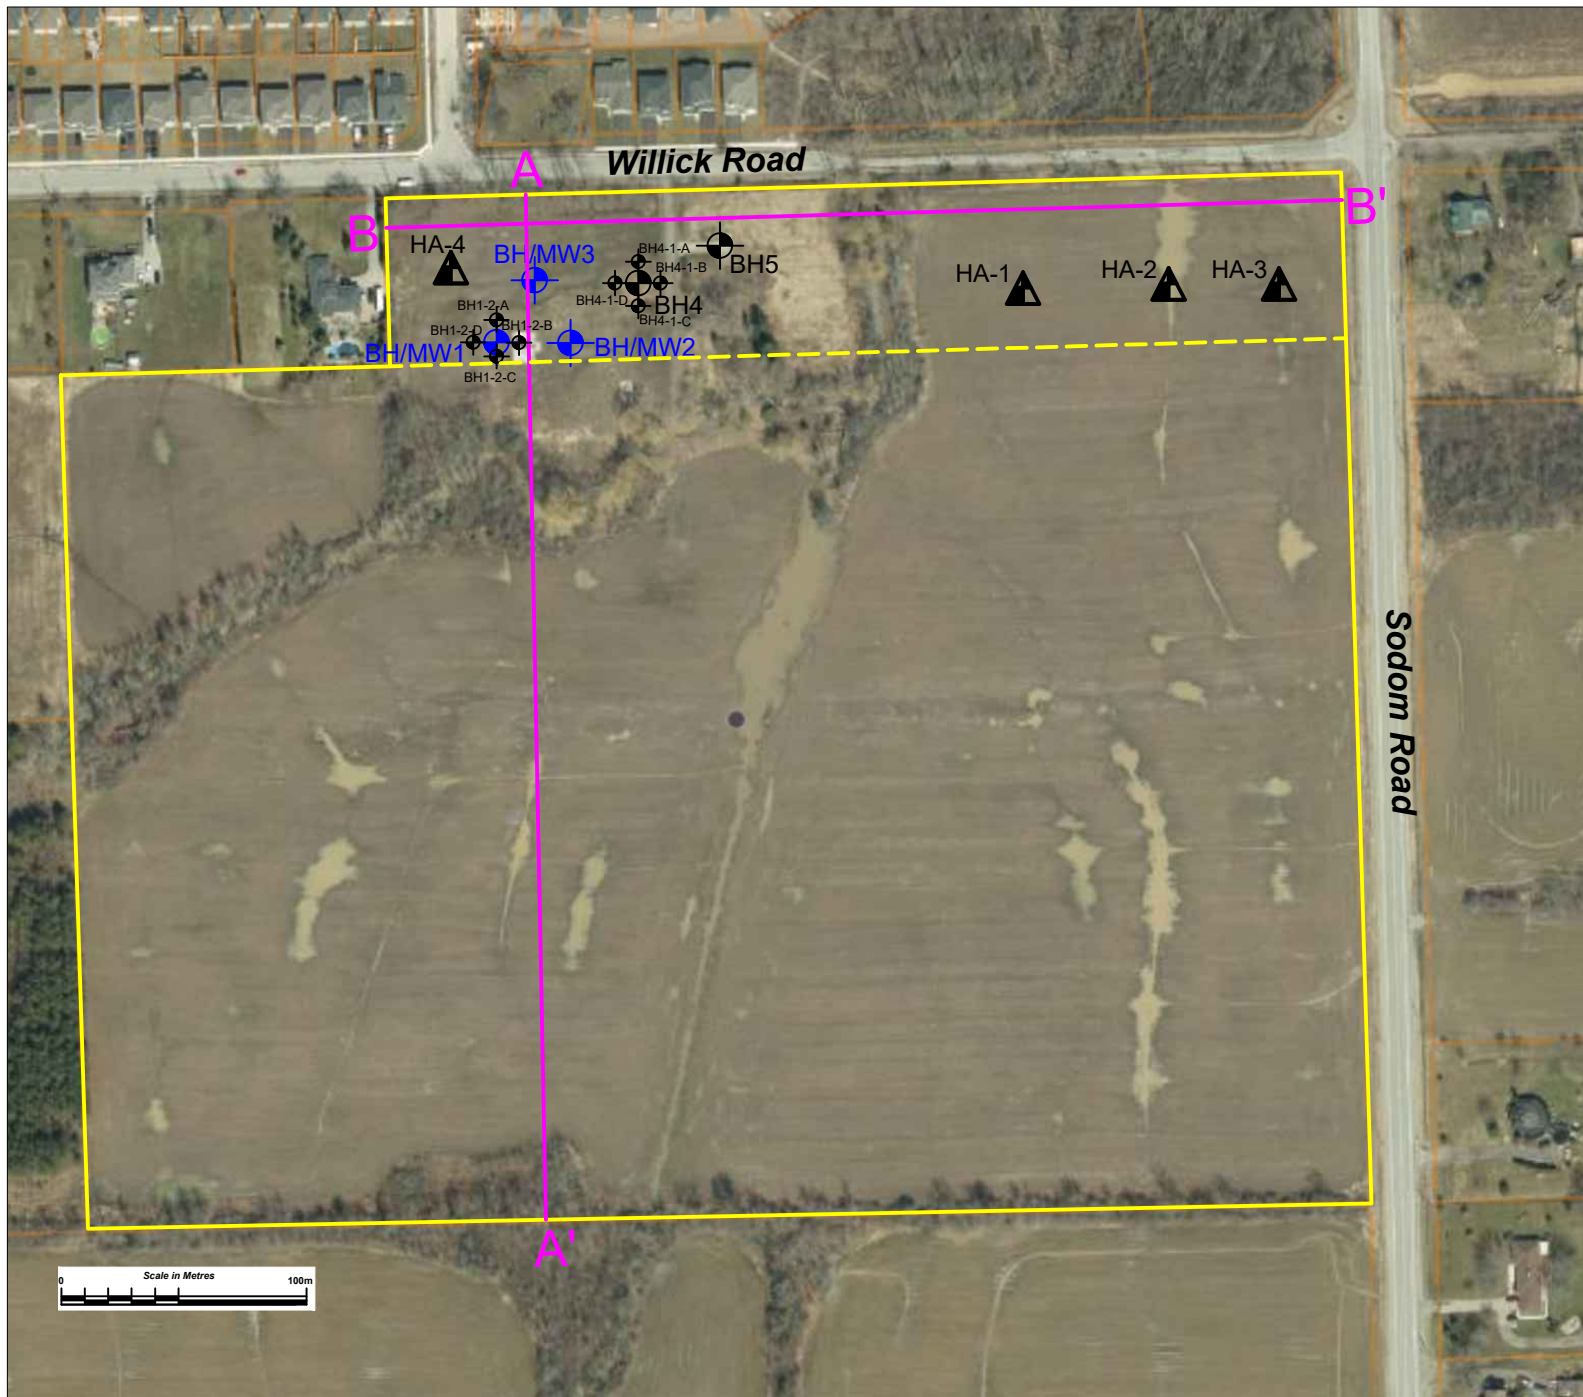 Willick Road
A
B
B'
HA-4
BH/MW3
BH4-1-A
BH5
BH4-1-B
BH4-1-D
BH4
BH4-1-C
HA-1
HA-2
HA-3
BH1-2-A
BH1-2-D
BH1-2-B
BH/MW1
BH/MW2
BH1-2-C
Sodom Road
A'
Scale in Metres
0
100m